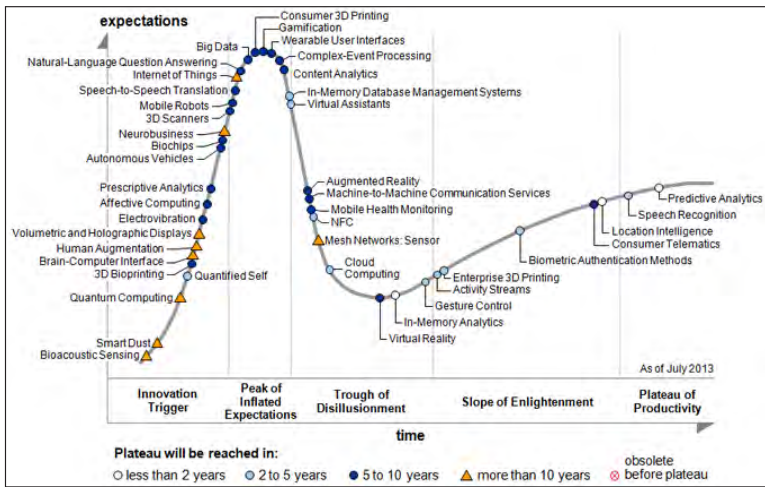 expectations
Consumer 3D Printing
Gamification
Wearable User Interfaces
Big Data
Complex-Event Processing
Natural-Language Question Answering
Content Analytics
Internet of Things
Speech-to-Speech Translation
In-Memory Database Management Systems
Virtual Assistants
Mobile Robots
3D Scanners
Neurobusiness
Biochips
Autonomous Vehicles
Augmented Reality
Prescriptive Analytics
Machine-to-Machine Communication Services
Predictive Analytics
Affective Computing
Mobile Health Monitoring
Speech Recognition
Electrovibration
NFC
Location Intelligence
Volumetric and Holographic Displays
Mesh Networks: Sensor
Consumer Telematics
Human Augmentation
Brain-Computer Interface
Biometric Authentication Methods
3D Bioprinting
Quantified Self
Cloud
Computing
Enterprise 3D Printing
Activity Streams
Quantum Computing
Gesture Control
In-Memory Analytics
Virtual Reality
Smart Dust
Bioacoustic Sensing
As of July 2013
Innovation
Trigger
Peak of
Inflated
Expectations
Trough of
Disillusionment
Slope of Enlightenment
Plateau of
Productivity
time
Plateau will be reached in:
less than 2 years
2 to 5 years
5 to 10 years
more than 10 years
obsolete
before plateau